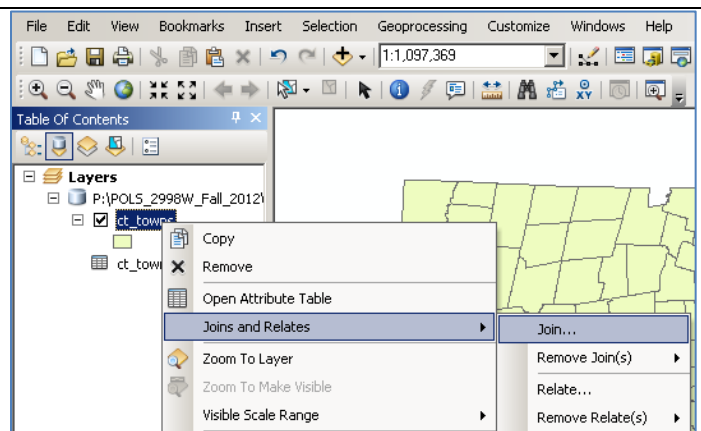 File Edit View Bookmarks Insert Selection Geoprocessing Customize Windows Help
1:1,097,369
Table Of Contents
Layers
P:\POLS_2998W_Fall_2012\
ct_towns
Copy
ct_tow
Remove
Open Attribute Table
Joins and Relates
Join...
Zoom To Layer
Remove Join(s)
Zoom To Make Visible
Relate...
Visible Scale Range
Remove Relate(s)